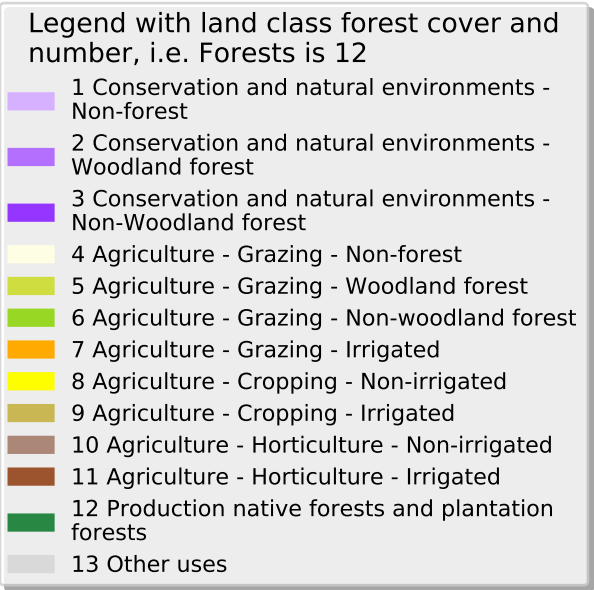 Legend with land class forest cover and
number, i.e. Forests is 12
1 Conservation and natural environments -
Non-forest
2 Conservation and natural environments -
Woodland forest
3 Conservation and natural environments -
Non-Woodland forest
4 Agriculture - Grazing - Non-forest
5 Agriculture - Grazing - Woodland forest
6 Agriculture - Grazing - Non-woodland forest
7 Agriculture - Grazing - Irrigated
8 Agriculture - Cropping - Non-irrigated
9 Agriculture - Cropping - Irrigated
10 Agriculture - Horticulture - Non-irrigated
11 Agriculture - Horticulture - Irrigated
12 Production native forests and plantation
forests
13 Other uses